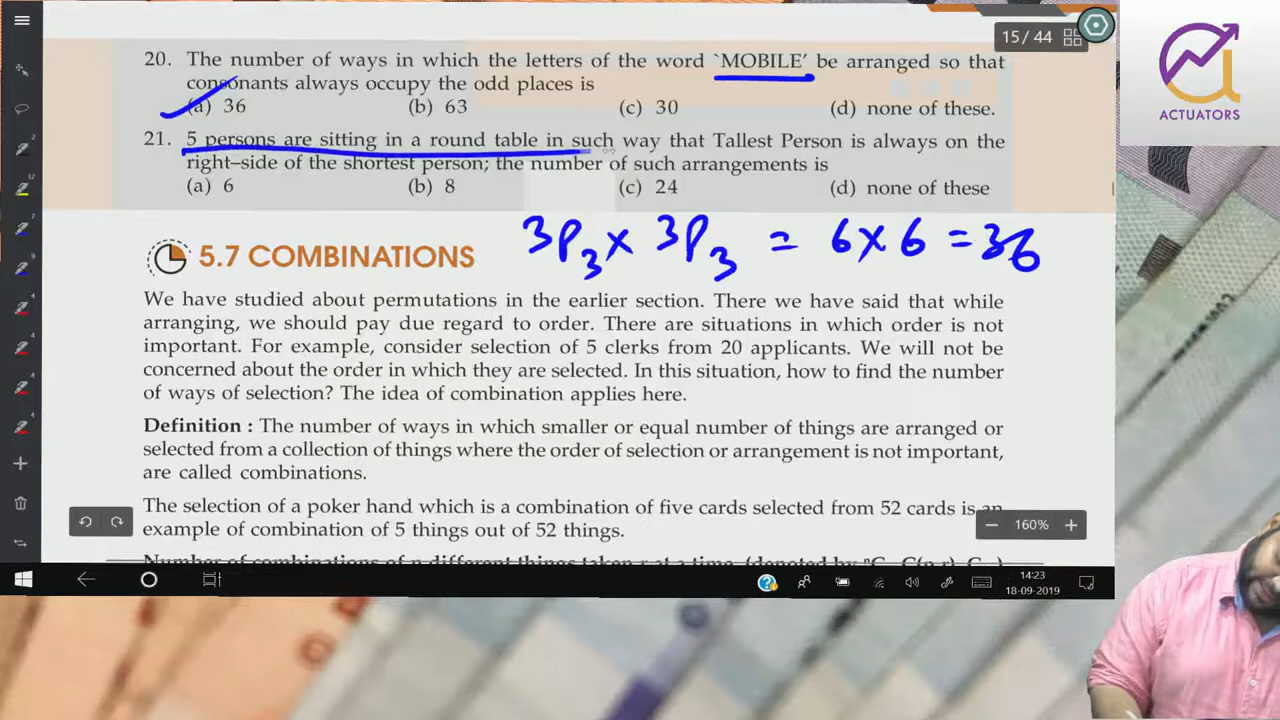 15 / 44
20. The number of ways in which the letters of the word `MOBILE' be arranged so that
consonants always occupy the odd places is
(a) 36 (b) 63 (c) 30 (d) none of these.
21. 5 persons are sitting in a round table in such way that Tallest Person is always on the
right–side of the shortest person; the number of such arrangements is
(a) 6 (b) 8 (c) 24 (d) none of these
3P3 × 3P3 = 6 × 6 = 36
5.7 COMBINATIONS
We have studied about permutations in the earlier section. There we have said that while
arranging, we should pay due regard to order. There are situations in which order is not
important. For example, consider selection of 5 clerks from 20 applicants. We will not be
concerned about the order in which they are selected. In this situation, how to find the number
of ways of selection? The idea of combination applies here.
Definition : The number of ways in which smaller or equal number of things are arranged or
selected from a collection of things where the order of selection or arrangement is not important,
are called combinations.
The selection of a poker hand which is a combination of five cards selected from 52 cards is an
example of combination of 5 things out of 52 things.
160%
14:23
18-09-2019
ACTUATORS